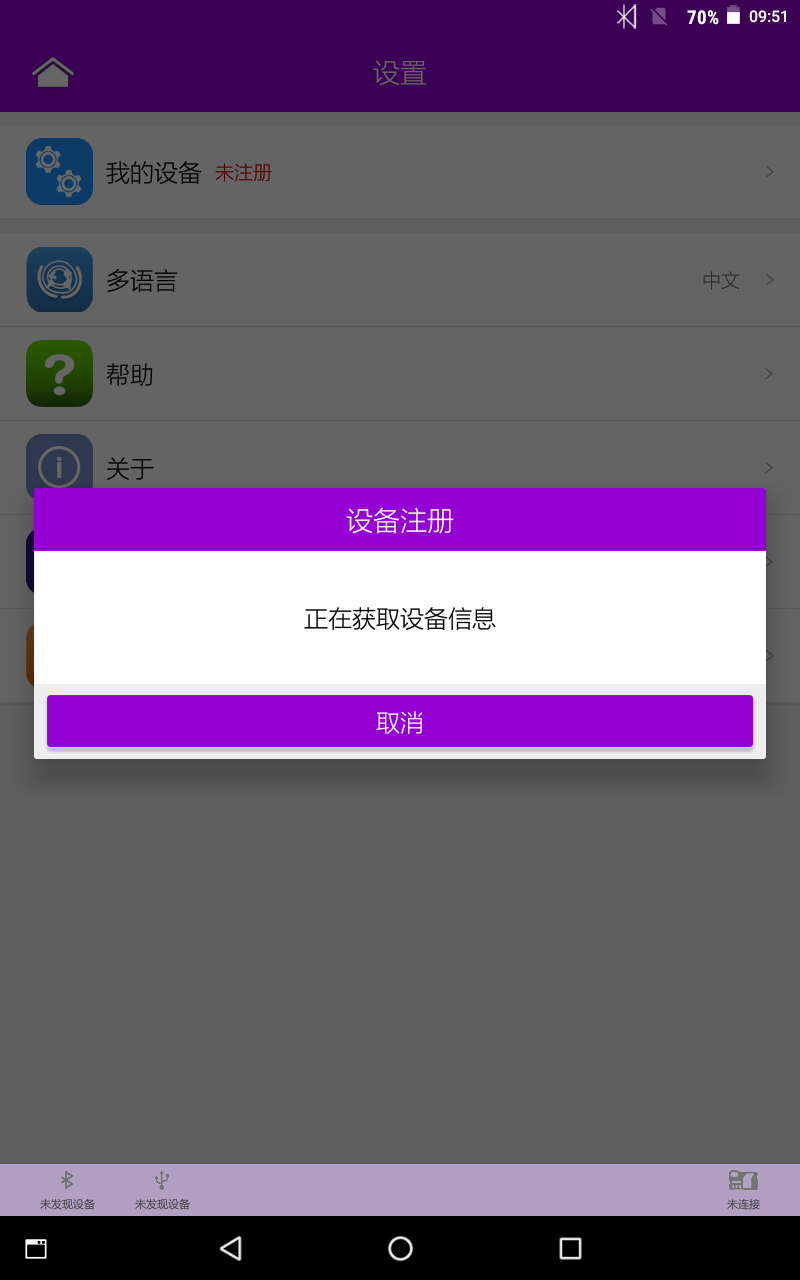 70% 09:51
设置
我的设备 未注册
多语言 中文
帮助
关于
设备注册
正在获取设备信息
取消
未发现设备 未发现设备 未连接